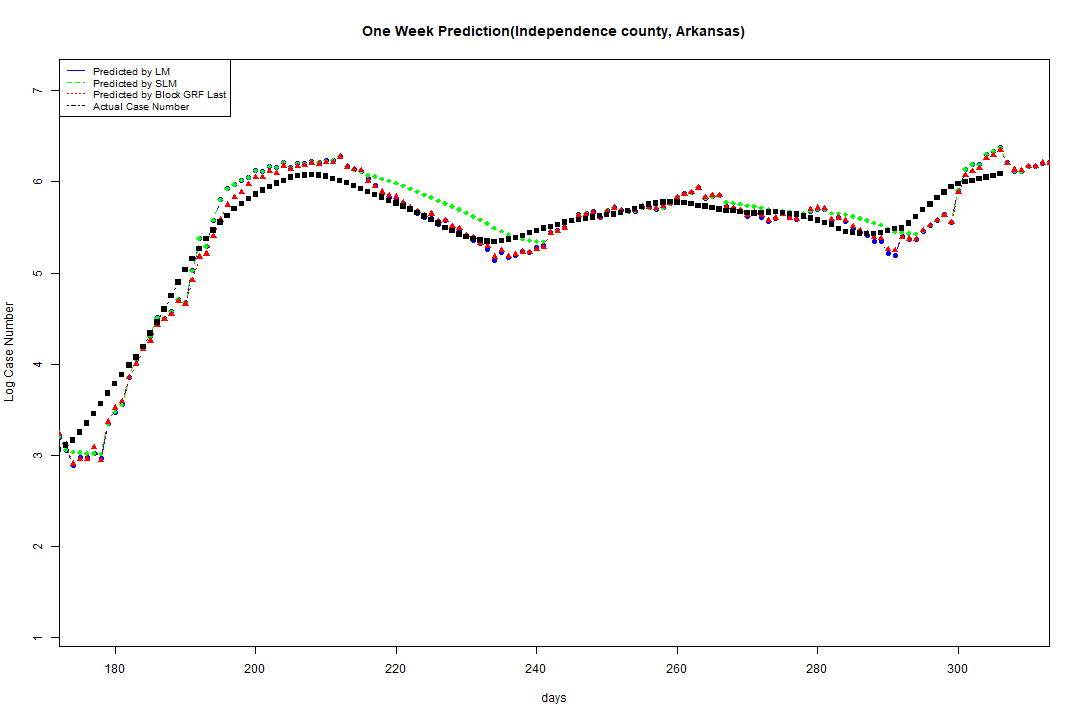 One Week Prediction(Independence county, Arkansas)
Predicted by LM
Predicted by SLM
Predicted by Block GRF Last
Actual Case Number
7
6
5
4
3
2
1
Log Case Number
180 200 220 240 260 280 300
days